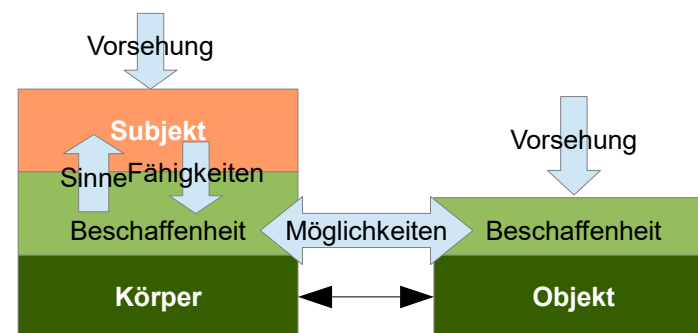 Vorsehung
Subjekt
Vorsehung
Sinne
Fähigkeiten
Beschaffenheit
Möglichkeiten
Beschaffenheit
Körper
Objekt